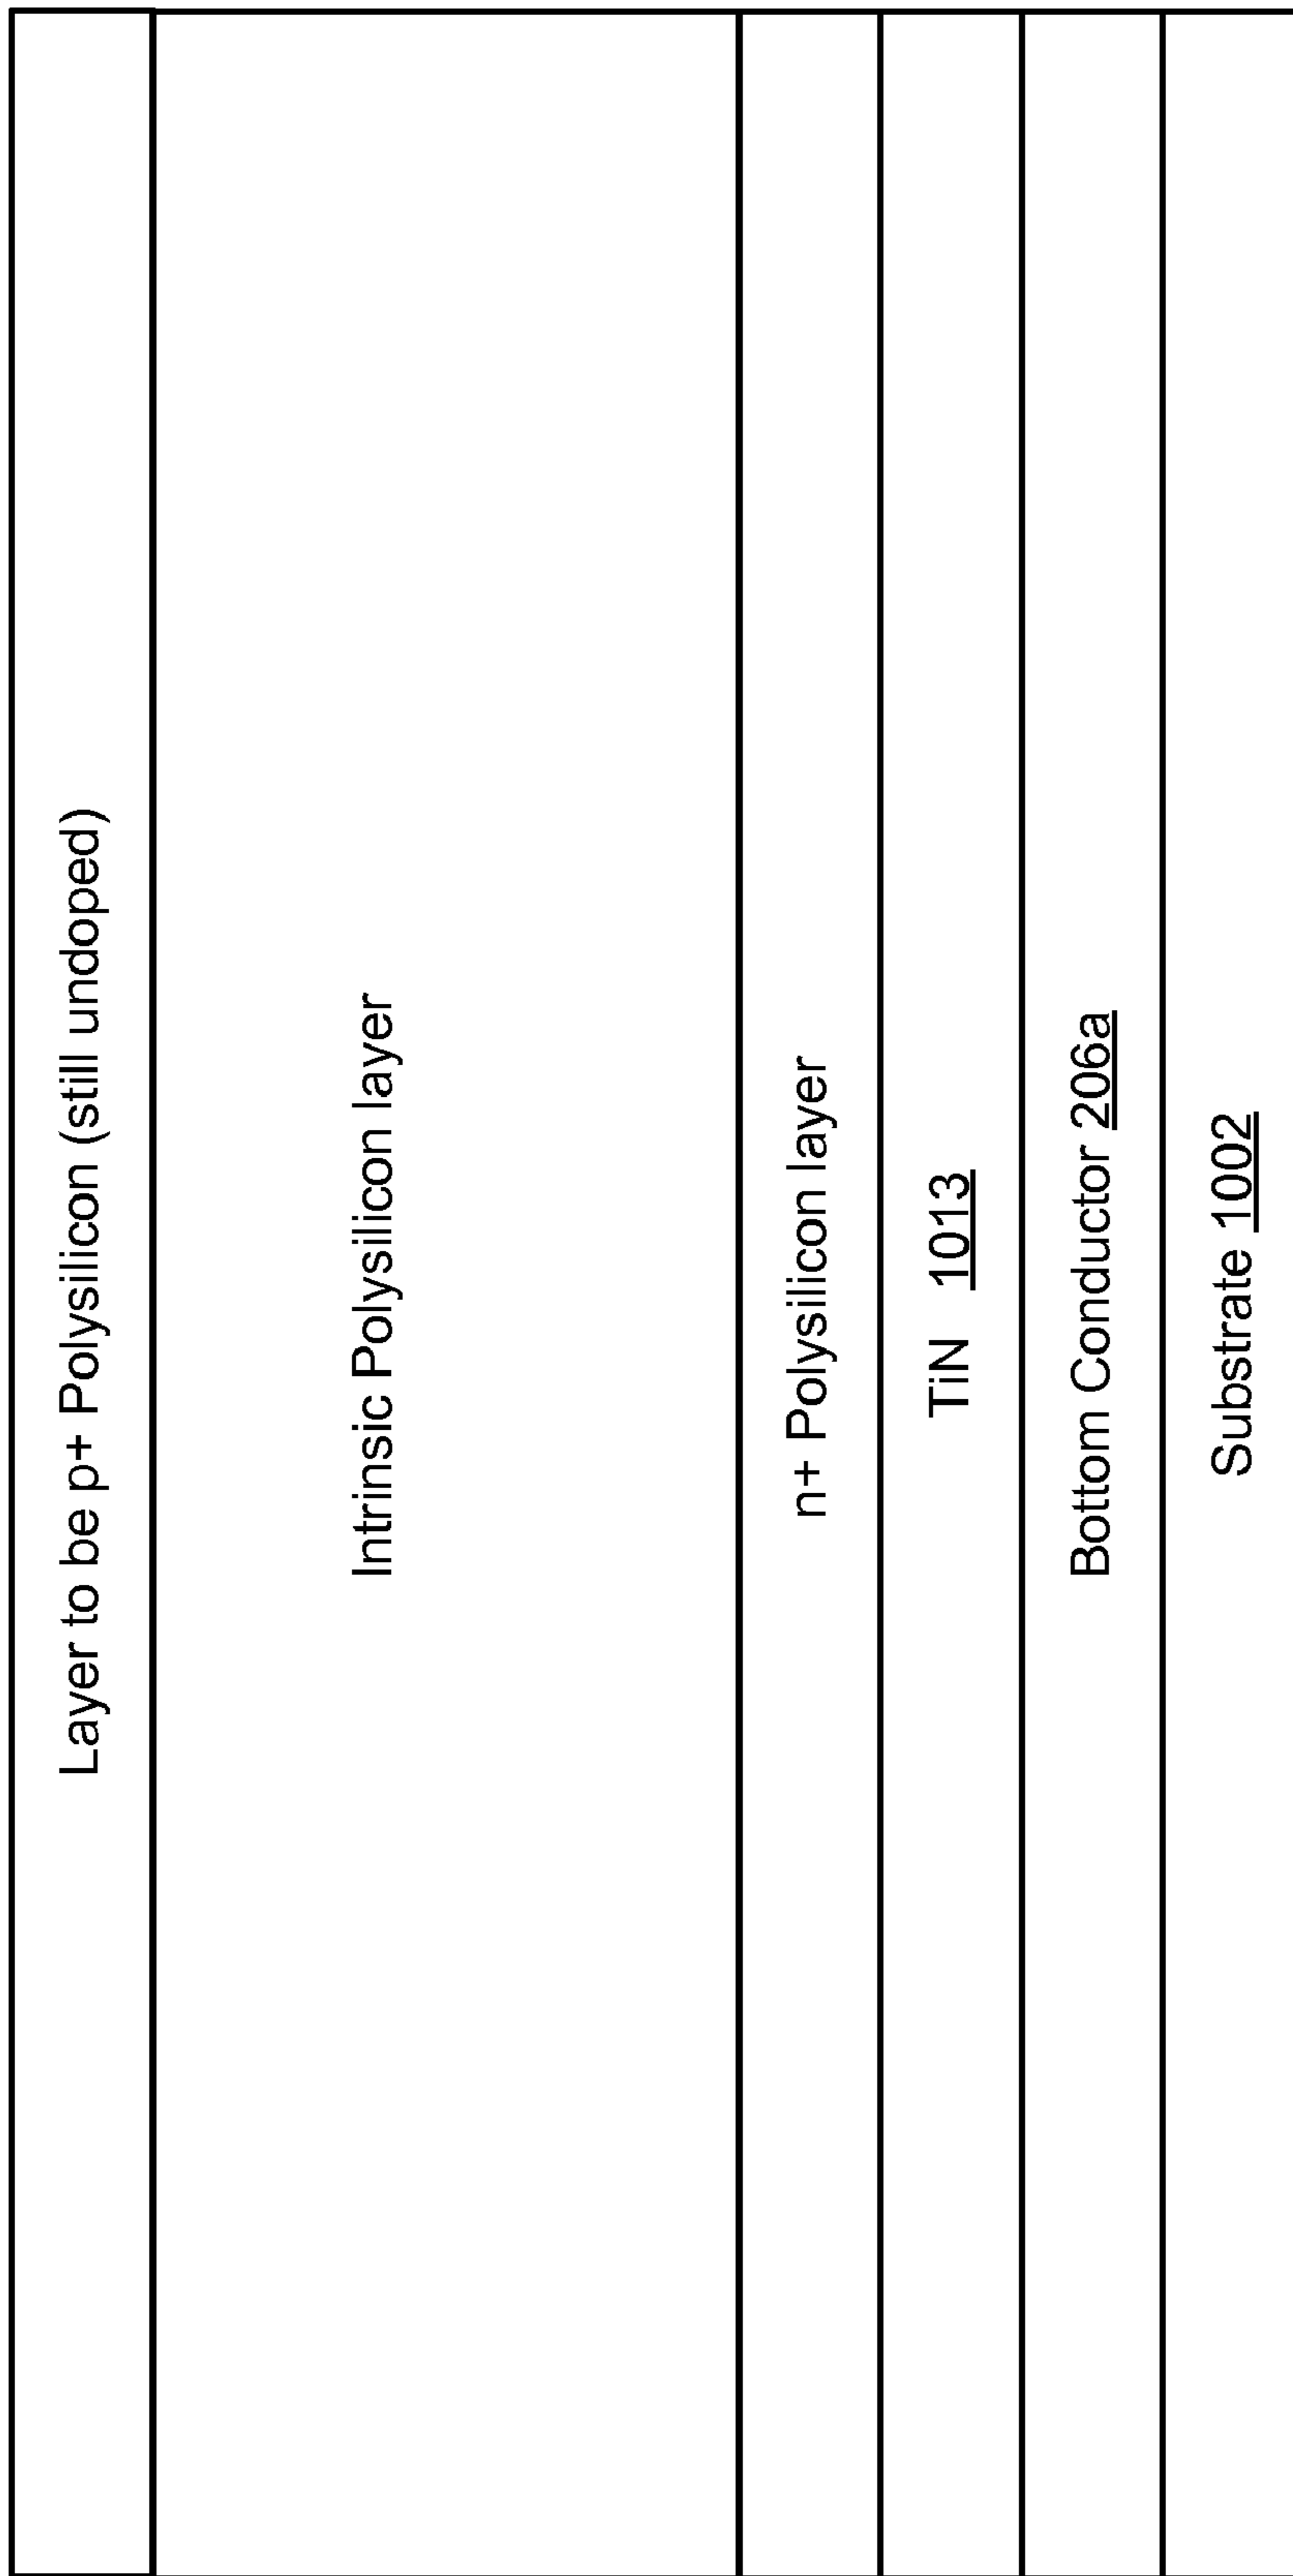 Layer to be p+ Polysilicon (still undoped)
Intrinsic Polysilicon layer
n+ Polysilicon layer
TiN 1013
Bottom Conductor 206a
Substrate 1002